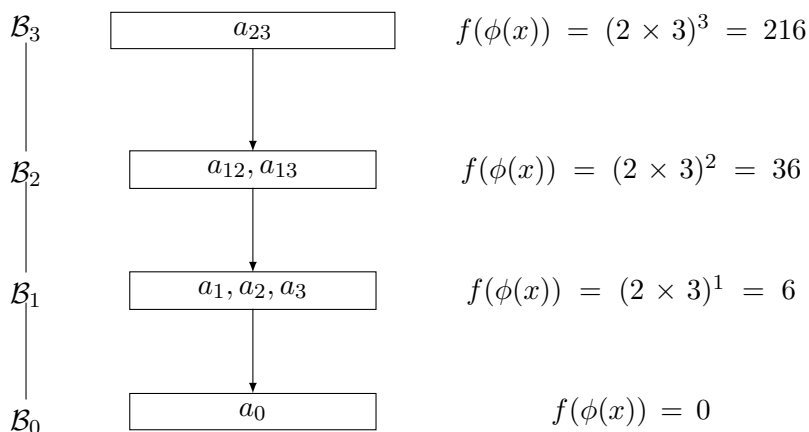 𝓑₃ a₂₃ f(ϕ(x)) = (2 × 3)³ = 216
𝓑₂ a₁₂, a₁₃ f(ϕ(x)) = (2 × 3)² = 36
𝓑₁ a₁, a₂, a₃ f(ϕ(x)) = (2 × 3)¹ = 6
𝓑₀ a₀ f(ϕ(x)) = 0